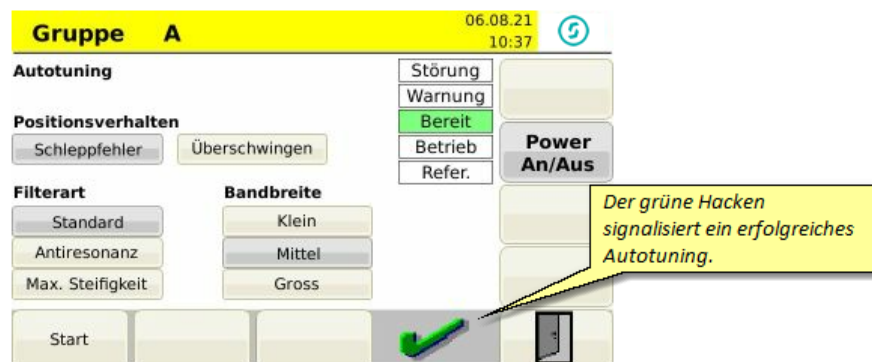 Gruppe A
06.08.21
10:37
Autotuning
Störung
Warnung
Bereit
Betrieb
Refer.
Power
An/Aus
Positionsverhalten
Schleppfehler
Überschwingen
Filterart
Bandbreite
Standard
Klein
Antiresonanz
Mittel
Max. Steifigkeit
Gross
Der grüne Hacken
signalisiert ein erfolgreiches
Autotuning.
Start